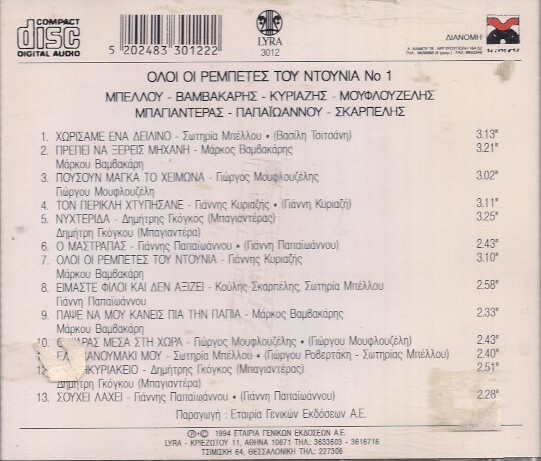 COMPACT
disc
DIGITAL AUDIO
5 202483 301222
LYRA
3012
ΔΙΑΝΟΜΗ
ΟΛΟΙ ΟΙ ΡΕΜΠΕΤΕΣ ΤΟΥ ΝΤΟΥΝΙΑ Νο 1
ΜΠΕΛΛΟΥ - ΒΑΜΒΑΚΑΡΗΣ - ΚΥΡΙΑΖΗΣ - ΜΟΥΦΛΟΥΖΕΛΗΣ
ΜΠΑΓΙΑΝΤΕΡΑΣ - ΠΑΠΑΪΩΑΝΝΟΥ - ΣΚΑΡΠΕΛΗΣ
1. ΧΩΡΙΣΑΜΕ ΕΝΑ ΔΕΙΛΙΝΟ - Σωτηρία Μπέλλου • (Βασίλη Τσιτσάνη) 3.13"
2. ΠΡΕΠΕΙ ΝΑ ΞΕΡΕΙΣ ΜΗΧΑΝΗ - Μάρκος Βαμβακάρης 3.21"
Μάρκου Βαμβακάρη
3. ΠΟΥΣΟΥΝ ΜΑΓΚΑ ΤΟ ΧΕΙΜΩΝΑ - Γιώργος Μουφλουζέλης 3.02"
Γιώργου Μουφλουζέλη
4. ΤΟΝ ΠΕΡΙΚΛΗ ΧΤΥΠΗΣΑΝΕ - Γιάννης Κυριαζής • (Γιάννη Κυριαζή) 3.11"
5. ΝΥΧΤΕΡΙΔΑ - Δημήτρης Γκόγκος (Μπαγιαντέρας) 3.25"
Δημήτρη Γκόγκου (Μπαγιαντέρα)
6. Ο ΜΑΣΤΡΑΠΑΣ - Γιάννης Παπαϊωάννου • (Γιάννη Παπαϊωάννου) 2.43"
7. ΟΛΟΙ ΟΙ ΡΕΜΠΕΤΕΣ ΤΟΥ ΝΤΟΥΝΙΑ - Γιάννης Κυριαζής 3.10"
Μάρκου Βαμβακάρη
8. ΕΙΜΑΣΤΕ ΦΙΛΟΙ ΚΑΙ ΔΕΝ ΑΞΙΖΕΙ - Κούλης Σκαρπέλης, Σωτηρία Μπέλλου 2.58"
Γιάννη Παπαϊωάννου
9. ΠΑΨΕ ΝΑ ΜΟΥ ΚΑΝΕΙΣ ΠΙΑ ΤΗΝ ΠΑΠΙΑ - Μάρκος Βαμβακάρης 2.33"
Μάρκου Βαμβακάρη
10. ΜΕΣΑ ΣΤΗ ΧΩΡΑ - Γιώργος Μουφλουζέλης • (Γιώργου Μουφλουζέλη) 2.43"
ΜΟΥ - Σωτηρία Μπέλλου • (Γιώργου Ροβερτάκη - Σωτηρίας Μπέλλου) 2.40"
12 - Δημήτρης Γκόγκος (Μπαγιαντέρας) 2.51"
Δημήτρη Γκόγκου (Μπαγιαντέρα)
13. ΣΟΥΧΕΙ ΛΑΧΕΙ - Γιάννης Παπαϊωάννου • (Γιάννη Παπαϊωάννου) 2.28"
Παραγωγή : Εταιρία Γενικών Εκδόσεων Α.Ε.
℗ • © 1994 ΕΤΑΙΡΙΑ ΓΕΝΙΚΩΝ ΕΚΔΟΣΕΩΝ Α.Ε.
LYRA - ΚΡΙΕΖΩΤΟΥ 11, ΑΘΗΝΑ 10671 ΤΗΛ.: 3633603 - 3616716
ΤΣΙΜΙΣΚΗ 64, ΘΕΣΣΑΛΟΝΙΚΗ ΤΗΛ.: 227306